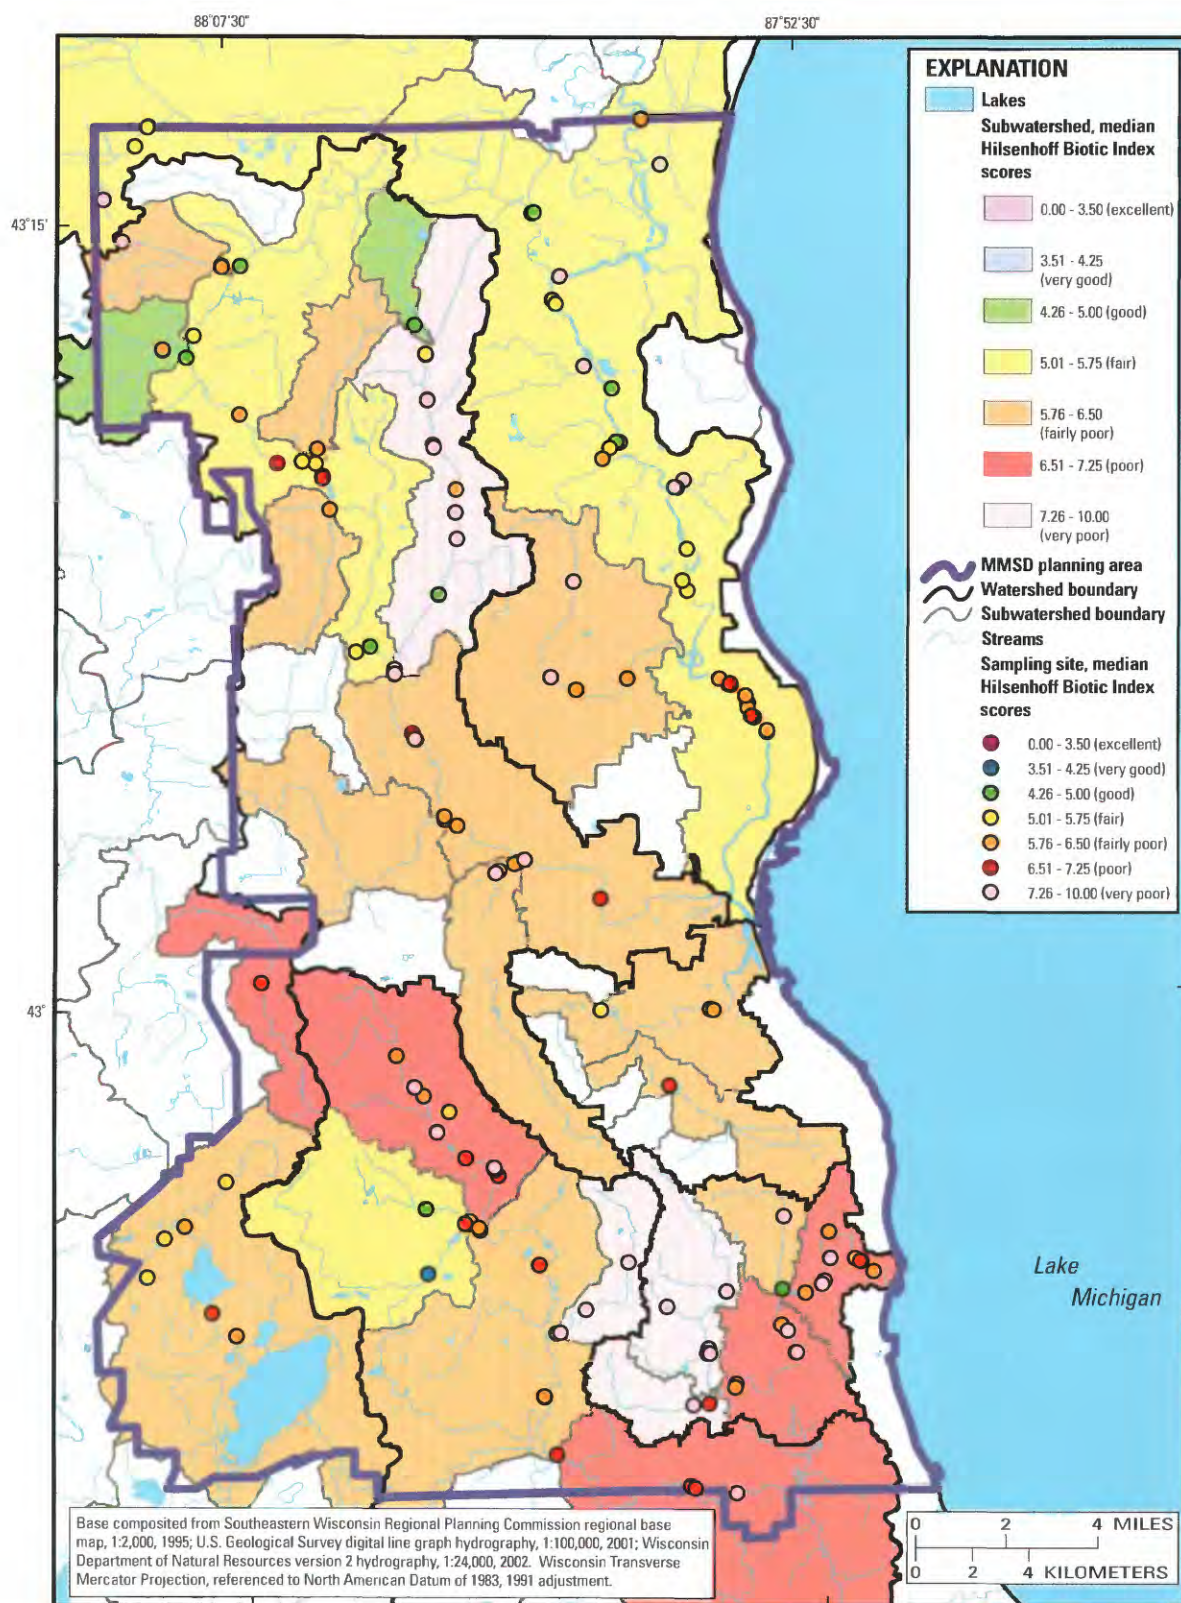 88°07'30"
87°52'30"
43°15'
43°
EXPLANATION
Lakes
Subwatershed, median
Hilsenhoff Biotic Index
scores
0.00 - 3.50 (excellent)
3.51 - 4.25
(very good)
4.26 - 5.00 (good)
5.01 - 5.75 (fair)
5.76 - 6.50
(fairly poor)
6.51 - 7.25 (poor)
7.26 - 10.00
(very poor)
MMSD planning area
Watershed boundary
Subwatershed boundary
Streams
Sampling site, median
Hilsenhoff Biotic Index
scores
0.00 - 3.50 (excellent)
3.51 - 4.25 (very good)
4.26 - 5.00 (good)
5.01 - 5.75 (fair)
5.76 - 6.50 (fairly poor)
6.51 - 7.25 (poor)
7.26 - 10.00 (very poor)
Lake
Michigan
Base composited from Southeastern Wisconsin Regional Planning Commission regional base
map, 1:2,000, 1995; U.S. Geological Survey digital line graph hydrography, 1:100,000, 2001; Wisconsin
Department of Natural Resources version 2 hydrography, 1:24,000, 2002. Wisconsin Transverse
Mercator Projection, referenced to North American Datum of 1983, 1991 adjustment.
0 2 4 MILES
0 2 4 KILOMETERS